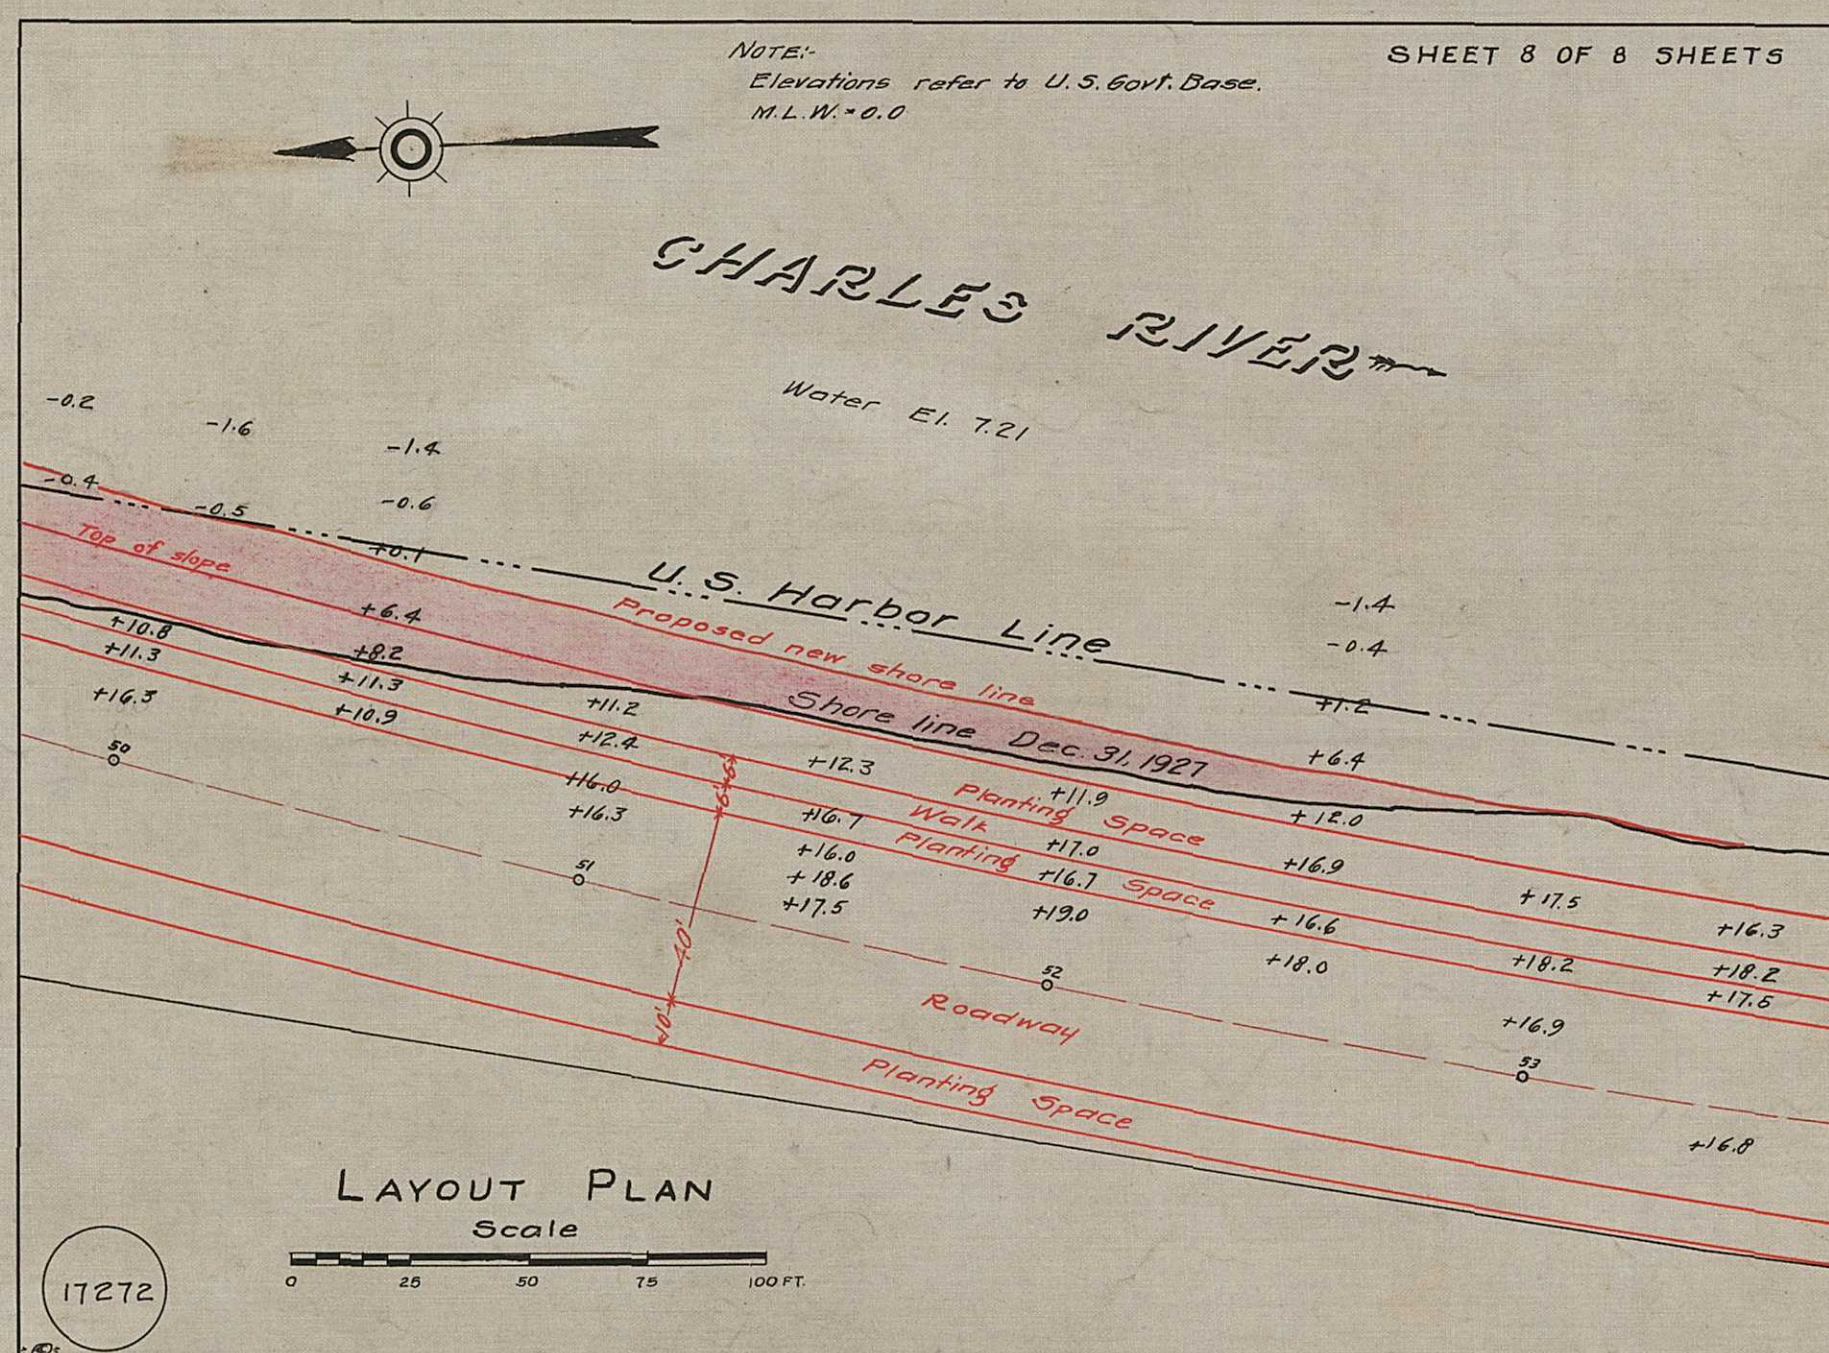 NOTE:-
Elevations refer to U.S. Govt. Base.
M.L.W. = 0.0
SHEET 8 OF 8 SHEETS
CHARLES RIVER
Water El. 7.21
-0.2
-1.6
-1.4
-0.4
-0.5
-0.6
+0.1
Top of slope
U.S. Harbor Line
Proposed new shore line
Shore line Dec. 31, 1927
-1.4
-0.4
+1.2
+6.4
+6.4
+10.8
+8.2
+11.3
+11.3
+16.3
+10.9
+11.2
+12.4
+16.0
+16.3
+12.3
+11.9
+12.0
Planting Space
Walk
Planting Space
+16.7
+17.0
+16.9
+17.5
+16.3
+16.0
+16.7
+16.6
+18.2
+18.2
+18.6
+19.0
+18.0
+17.5
+17.5
+16.9
+16.8
6'
6'
40'
10'
50
51
52
53
Roadway
Planting Space
LAYOUT PLAN
Scale
0 25 50 75 100 FT.
17272